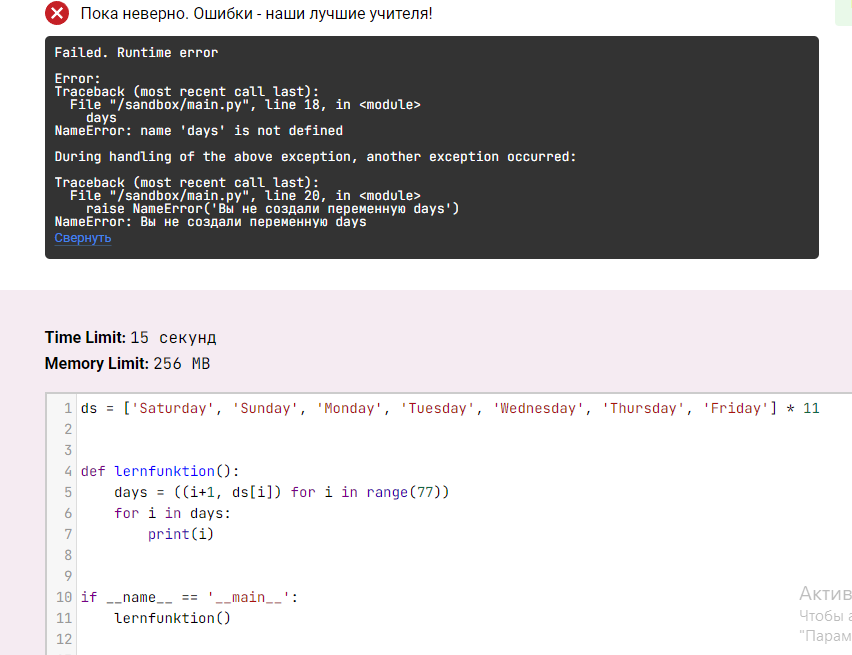 Пока неверно. Ошибки - наши лучшие учителя!
Failed. Runtime error
Error:
Traceback (most recent call last):
  File "/sandbox/main.py", line 18, in <module>
    days
NameError: name 'days' is not defined
During handling of the above exception, another exception occurred:
Traceback (most recent call last):
  File "/sandbox/main.py", line 20, in <module>
    raise NameError('Вы не создали переменную days')
NameError: Вы не создали переменную days
Свернуть
Time Limit: 15 секунд
Memory Limit: 256 MB
1 ds = ['Saturday', 'Sunday', 'Monday', 'Tuesday', 'Wednesday', 'Thursday', 'Friday'] * 11
2
3
4 def lernfunktion():
5     days = ((i+1, ds[i]) for i in range(77))
6     for i in days:
7         print(i)
8
9
10 if __name__ == '__main__':
11     lernfunktion()
12
Актив
Чтобы а
"Парам